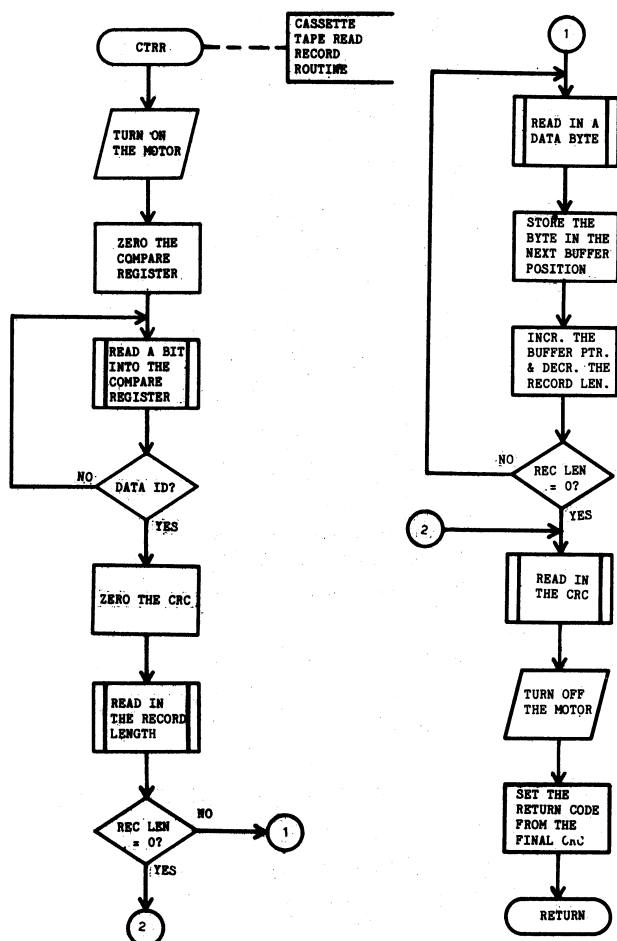 CTRR
CASSETTE
TAPE READ
RECORD
ROUTINE
TURN ON
THE MOTOR
ZERO THE
COMPARE
REGISTER
READ A BIT
INTO THE
COMPARE
REGISTER
NO
DATA ID?
YES
ZERO THE CRC
READ IN
THE RECORD
LENGTH
REC LEN
= 0?
NO
1
YES
2
1
READ IN A
DATA BYTE
STORE THE
BYTE IN THE
NEXT BUFFER
POSITION
INCR. THE
BUFFER PTR.
& DECR. THE
RECORD LEN.
NO
REC LEN
= 0?
YES
2
READ IN
THE CRC
TURN OFF
THE MOTOR
SET THE
RETURN CODE
FROM THE
FINAL CRC
RETURN